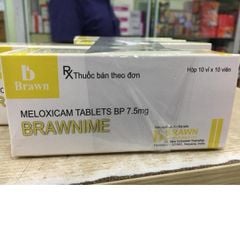 Brawn
Rx Thuốc bán theo đơn
Hộp 10 vỉ x 10 viên
MELOXICAM TABLETS BP 7.5mg
BRAWNIME
BRAWN